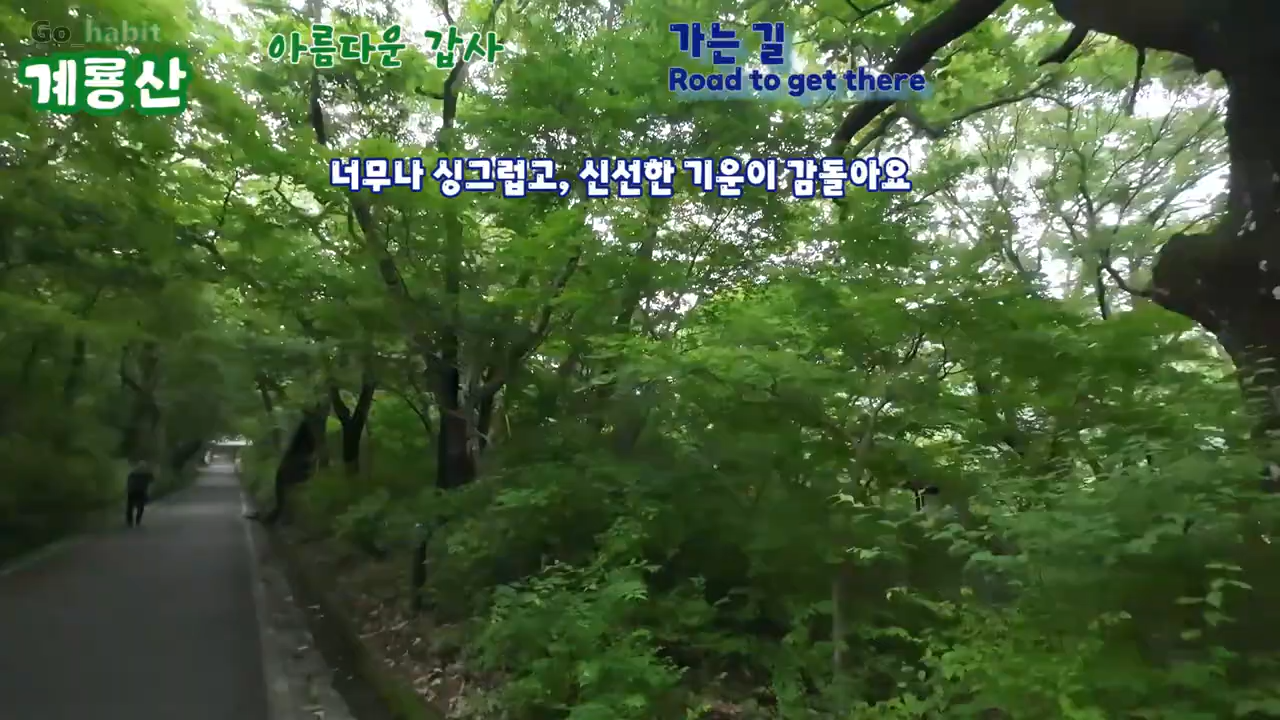 Go_habit
계룡산
아름다운 갑사
가는 길
Road to get there
너무나 싱그럽고, 신선한 기운이 감돌아요